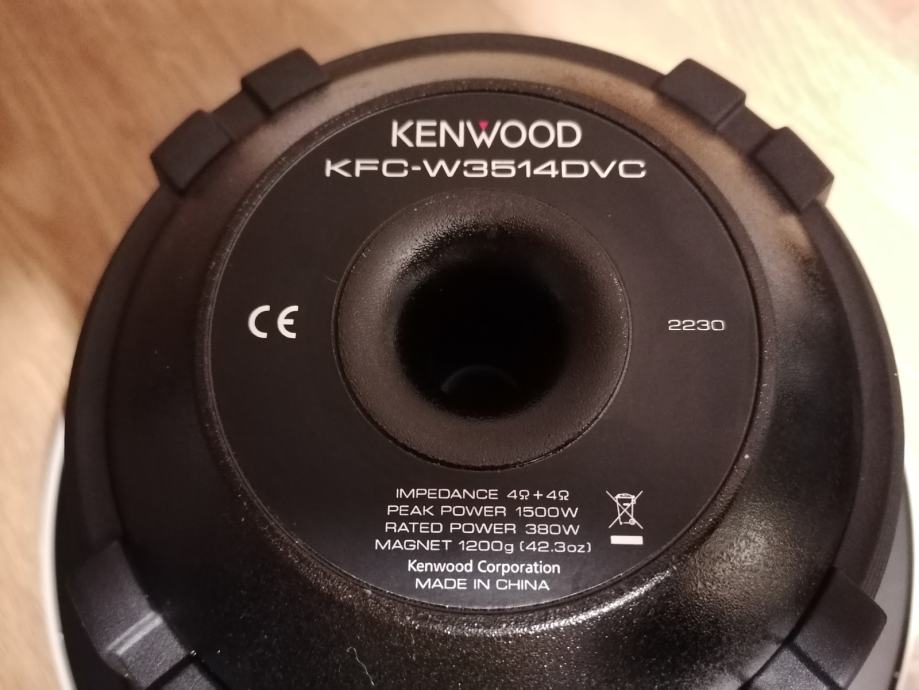 KENWOOD
KFC-W3514DVC
CE
2230
IMPEDANCE 4Ω+4Ω
PEAK POWER 1500W
RATED POWER 380W
MAGNET 1200g (42.3oz)
Kenwood Corporation
MADE IN CHINA